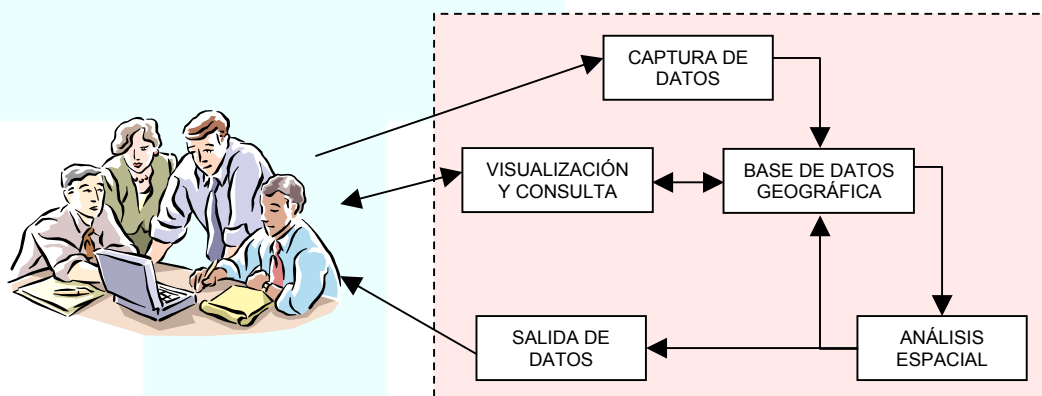 CAPTURA DE
DATOS
VISUALIZACIÓN
Y CONSULTA
BASE DE DATOS
GEOGRÁFICA
SALIDA DE
DATOS
ANÁLISIS
ESPACIAL